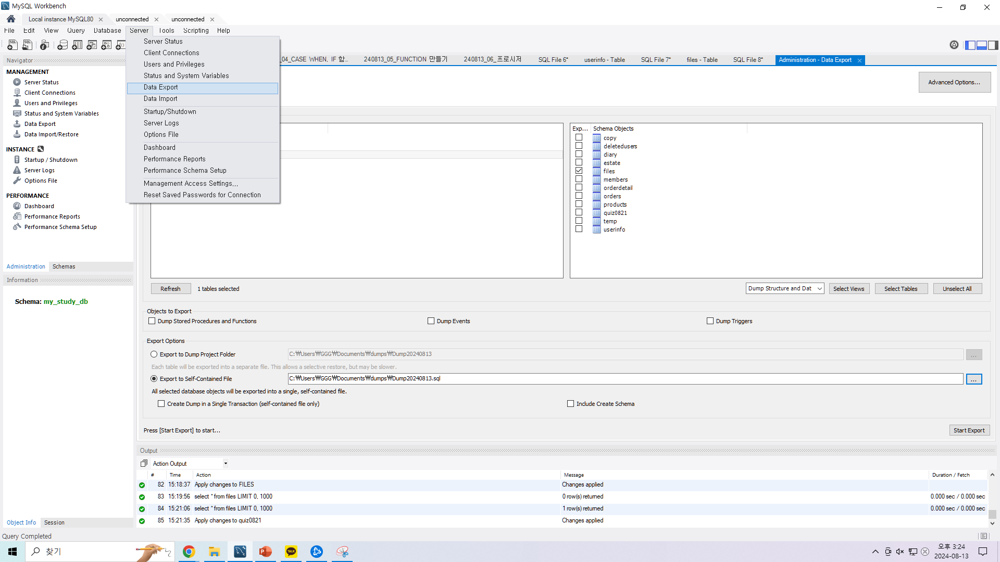 MySQL Workbench
Local instance MySQL80
unconnected
unconnected
File Edit View Query Database Server Tools Scripting Help
Server Status
Client Connections
Users and Privileges
Status and System Variables
Data Export
Data Import
Startup/Shutdown
Server Logs
Options File
Dashboard
Performance Reports
Performance Schema Setup
Management Access Settings...
Reset Saved Passwords for Connection
_04_CASE WHEN, IF 함... 240813_05_FUNCTION 만들기 240813_06_프로시저 SQL File 6* userinfo - Table SQL File 7* files - Table SQL File 8* Administration - Data Export
Navigator
MANAGEMENT
Server Status
Client Connections
Users and Privileges
Status and System Variables
Data Export
Data Import/Restore
INSTANCE
Startup / Shutdown
Server Logs
Options File
PERFORMANCE
Dashboard
Performance Reports
Performance Schema Setup
Administration Schemas
Information
Schema: my_study_db
Object Info Session
Advanced Options...
Exp... Schema Objects
copy
deletedusers
diary
estate
files
members
orderdetail
orders
products
quiz0821
temp
userinfo
Refresh 1 tables selected Dump Structure and Dat Select Views Select Tables Unselect All
Objects to Export
Dump Stored Procedures and Functions Dump Events Dump Triggers
Export Options
Export to Dump Project Folder C:₩Users₩GGG₩Documents₩dumps₩Dump20240813 ...
Each table will be exported into a separate file. This allows a selective restore, but may be slower.
Export to Self-Contained File C:₩Users₩GGG₩Documents₩dumps₩Dump20240813.sql ...
All selected database objects will be exported into a single, self-contained file.
Create Dump in a Single Transaction (self-contained file only) Include Create Schema
Press [Start Export] to start... Start Export
Output
Action Output
# Time Action Message Duration / Fetch
82 15:18:37 Apply changes to FILES Changes applied
83 15:19:56 select * from files LIMIT 0, 1000 0 row(s) returned 0.000 sec / 0.000 sec
84 15:21:06 select * from files LIMIT 0, 1000 1 row(s) returned 0.000 sec / 0.000 sec
85 15:21:35 Apply changes to quiz0821 Changes applied
Query Completed
찾기
TALK
오후 3:24
2024-08-13